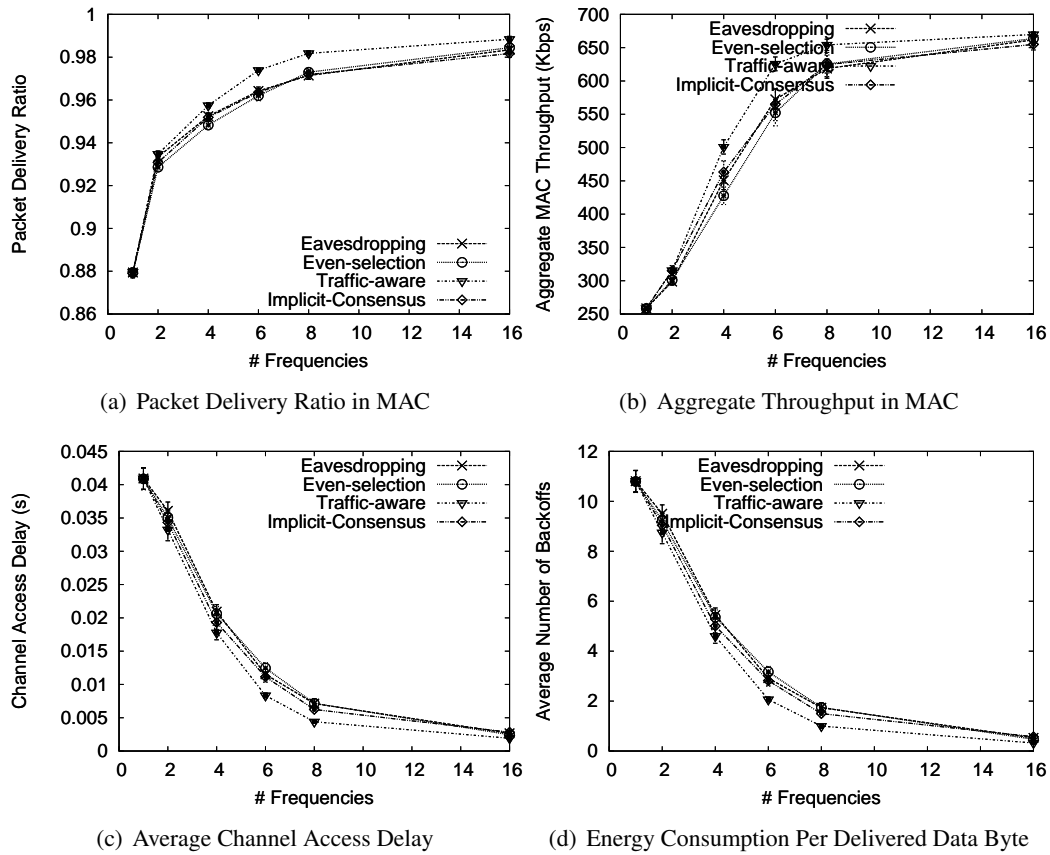 1
0.98
0.96
0.94
0.92
0.9
0.88
0.86
Packet Delivery Ratio
Eavesdropping
Even-selection
Traffic-aware
Implicit-Consensus
0 2 4 6 8 10 12 14 16
# Frequencies
(a) Packet Delivery Ratio in MAC
700
650
600
550
500
450
400
350
300
250
Aggregate MAC Throughput (Kbps)
Eavesdropping
Even-selection
Traffic-aware
Implicit-Consensus
0 2 4 6 8 10 12 14 16
# Frequencies
(b) Aggregate Throughput in MAC
0.045
0.04
0.035
0.03
0.025
0.02
0.015
0.01
0.005
0
Channel Access Delay (s)
Eavesdropping
Even-selection
Traffic-aware
Implicit-Consensus
0 2 4 6 8 10 12 14 16
# Frequencies
(c) Average Channel Access Delay
12
10
8
6
4
2
0
Average Number of Backoffs
Eavesdropping
Even-selection
Traffic-aware
Implicit-Consensus
0 2 4 6 8 10 12 14 16
# Frequencies
(d) Energy Consumption Per Delivered Data Byte